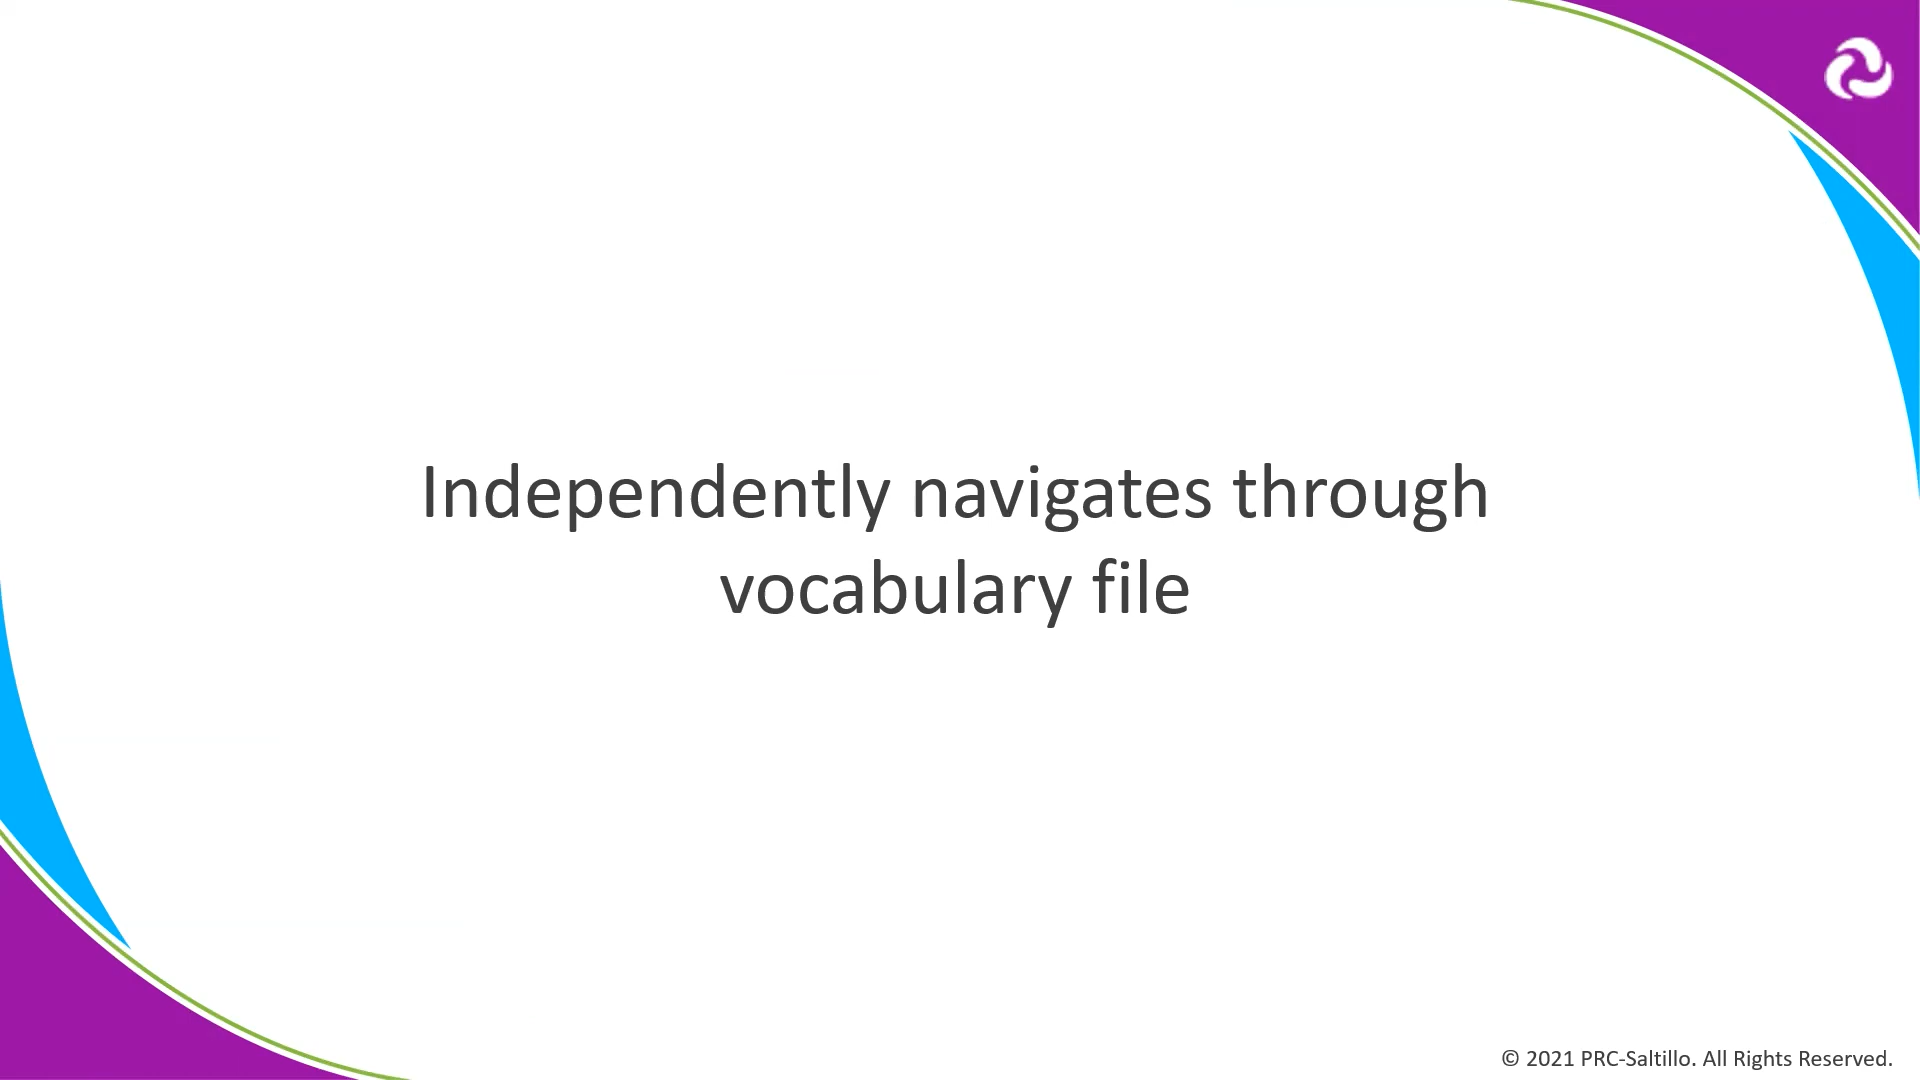 Independently navigates through
vocabulary file
© 2021 PRC-Saltillo. All Rights Reserved.